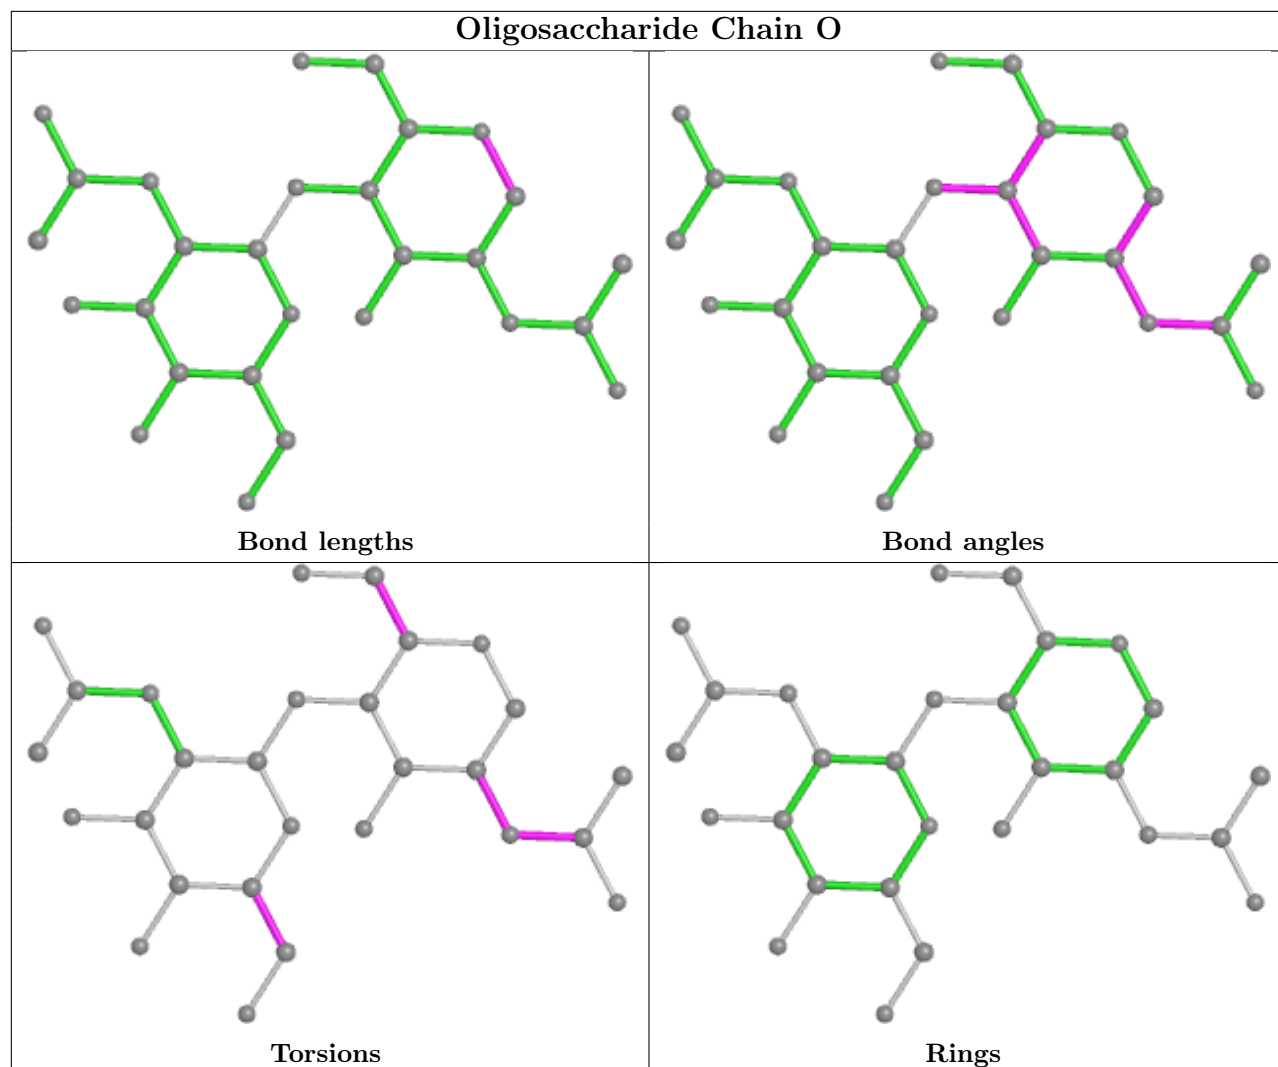 Oligosaccharide Chain O
Bond lengths
Bond angles
Torsions
Rings